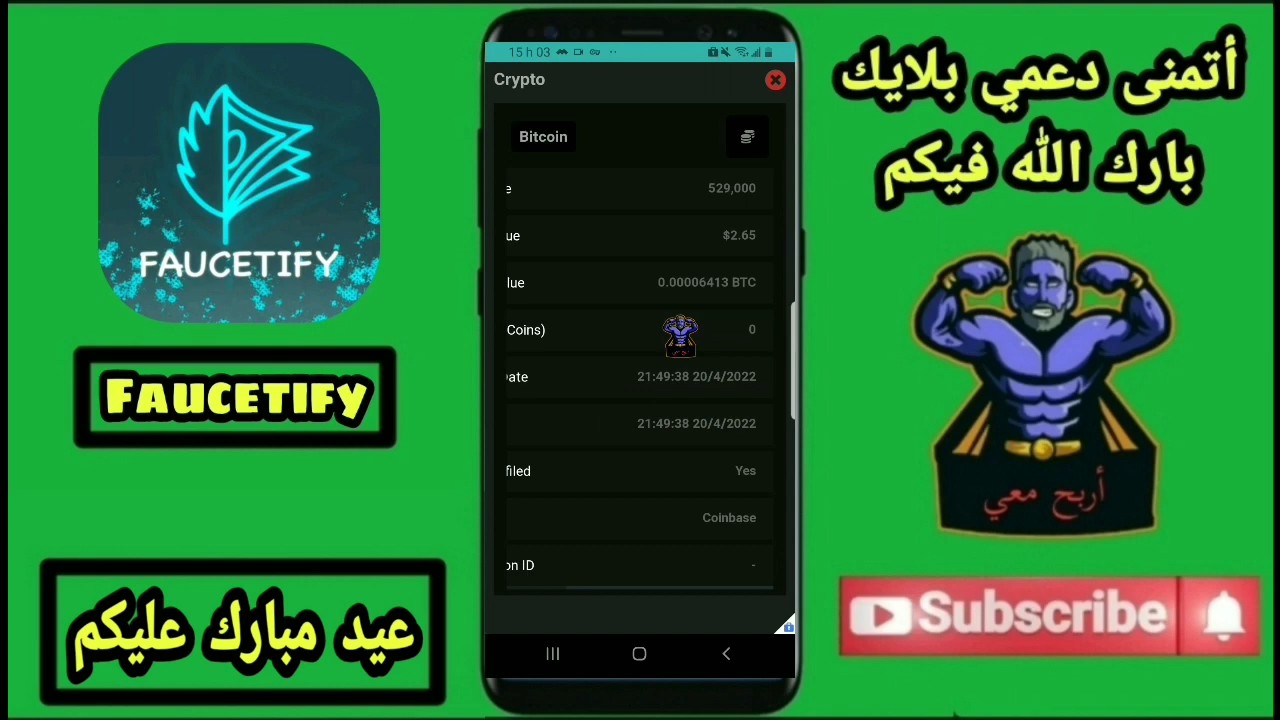 FAUCETIFY
FAUCETIFY
عيد مبارك عليكم
15 h 03
Crypto
Bitcoin
e 529,000
ue $2.65
lue 0.00006413 BTC
Coins) 0
ate 21:49:38 20/4/2022
21:49:38 20/4/2022
filed Yes
Coinbase
on ID -
أتمنى دعمي بلايك
بارك الله فيكم
أربح معي
Subscribe